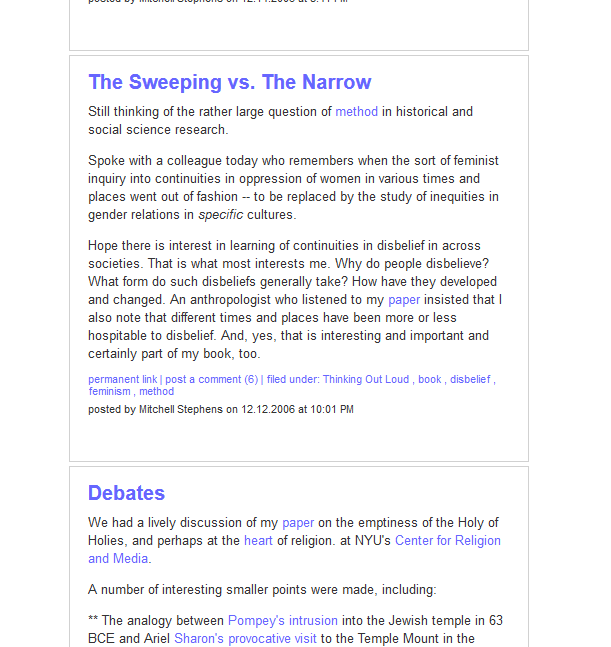 The Sweeping vs. The Narrow
Still thinking of the rather large question of method in historical and
social science research.
Spoke with a colleague today who remembers when the sort of feminist
inquiry into continuities in oppression of women in various times and
places went out of fashion -- to be replaced by the study of inequities in
gender relations in specific cultures.
Hope there is interest in learning of continuities in disbelief in across
societies. That is what most interests me. Why do people disbelieve?
What form do such disbeliefs generally take? How have they developed
and changed. An anthropologist who listened to my paper insisted that I
also note that different times and places have been more or less
hospitable to disbelief. And, yes, that is interesting and important and
certainly part of my book, too.
permanent link | post a comment (6) | filed under: Thinking Out Loud , book , disbelief ,
feminism , method
posted by Mitchell Stephens on 12.12.2006 at 10:01 PM
Debates
We had a lively discussion of my paper on the emptiness of the Holy of
Holies, and perhaps at the heart of religion. at NYU's Center for Religion
and Media.
A number of interesting smaller points were made, including:
** The analogy between Pompey's intrusion into the Jewish temple in 63
BCE and Ariel Sharon's provocative visit to the Temple Mount in the